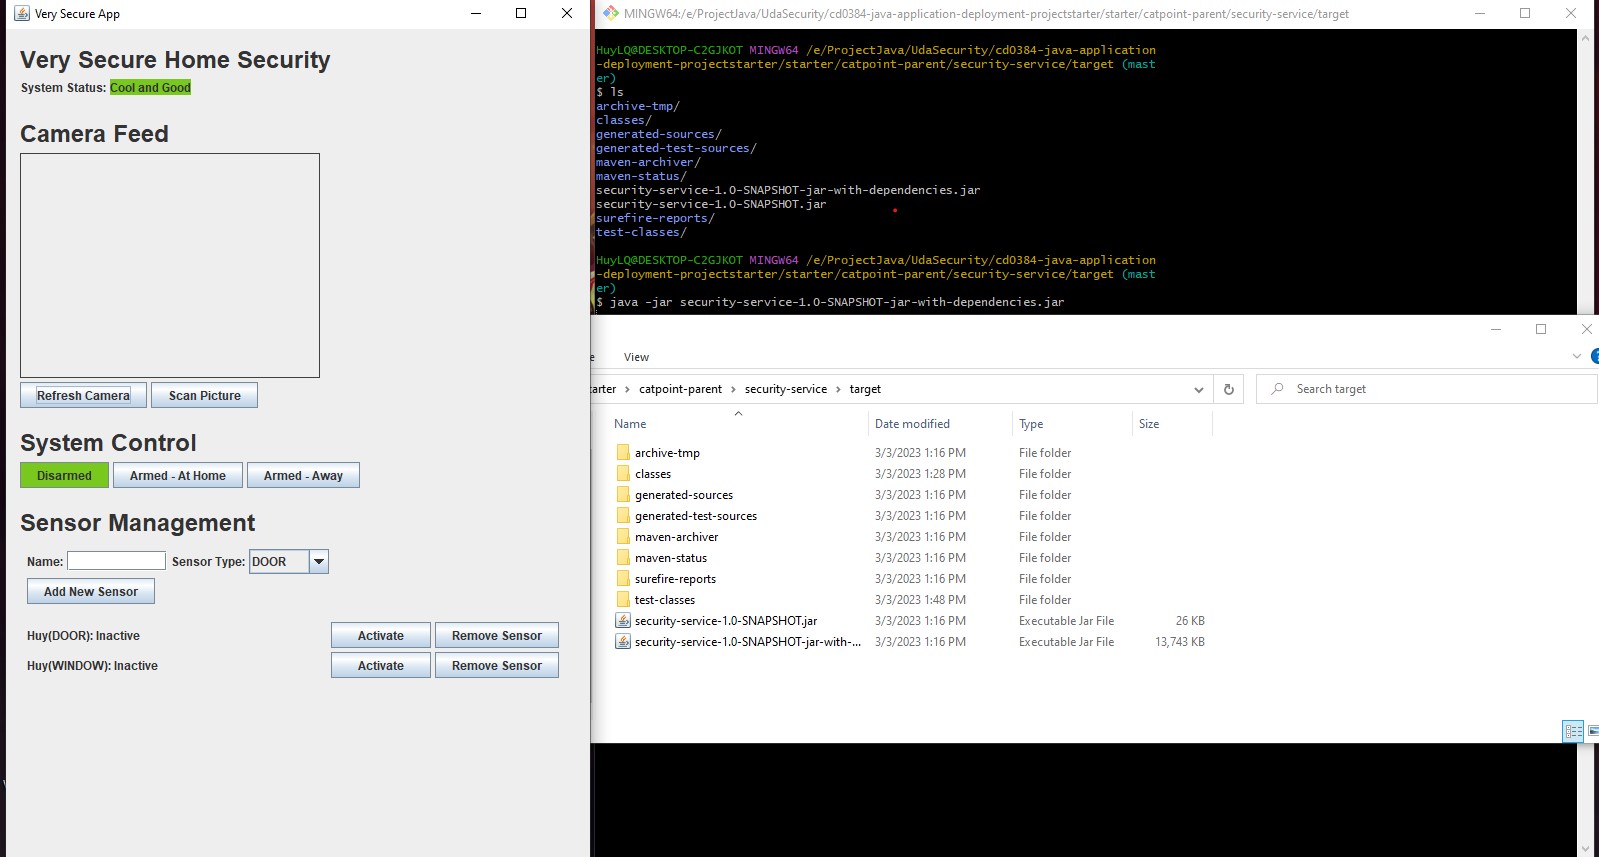 Very Secure App
Very Secure Home Security
System Status: Cool and Good
Camera Feed
Refresh Camera
Scan Picture
System Control
Disarmed
Armed - At Home
Armed - Away
Sensor Management
Name:
Sensor Type:
DOOR
Add New Sensor
Huy(DOOR): Inactive
Activate
Remove Sensor
Huy(WINDOW): Inactive
Activate
Remove Sensor
MINGW64:/e/ProjectJava/UdaSecurity/cd0384-java-application-deployment-projectstarter/starter/catpoint-parent/security-service/target
HuyLQ@DESKTOP-C2GJKOT MINGW64 /e/ProjectJava/UdaSecurity/cd0384-java-application
-deployment-projectstarter/starter/catpoint-parent/security-service/target (mast
er)
$ ls
archive-tmp/
classes/
generated-sources/
generated-test-sources/
maven-archiver/
maven-status/
security-service-1.0-SNAPSHOT-jar-with-dependencies.jar
security-service-1.0-SNAPSHOT.jar
surefire-reports/
test-classes/
HuyLQ@DESKTOP-C2GJKOT MINGW64 /e/ProjectJava/UdaSecurity/cd0384-java-application
-deployment-projectstarter/starter/catpoint-parent/security-service/target (mast
er)
$ java -jar security-service-1.0-SNAPSHOT-jar-with-dependencies.jar
View
catpoint-parent > security-service > target
Search target
Name Date modified Type Size
archive-tmp 3/3/2023 1:16 PM File folder
classes 3/3/2023 1:28 PM File folder
generated-sources 3/3/2023 1:16 PM File folder
generated-test-sources 3/3/2023 1:16 PM File folder
maven-archiver 3/3/2023 1:16 PM File folder
maven-status 3/3/2023 1:16 PM File folder
surefire-reports 3/3/2023 1:16 PM File folder
test-classes 3/3/2023 1:48 PM File folder
security-service-1.0-SNAPSHOT.jar 3/3/2023 1:16 PM Executable Jar File 26 KB
security-service-1.0-SNAPSHOT-jar-with-... 3/3/2023 1:16 PM Executable Jar File 13,743 KB